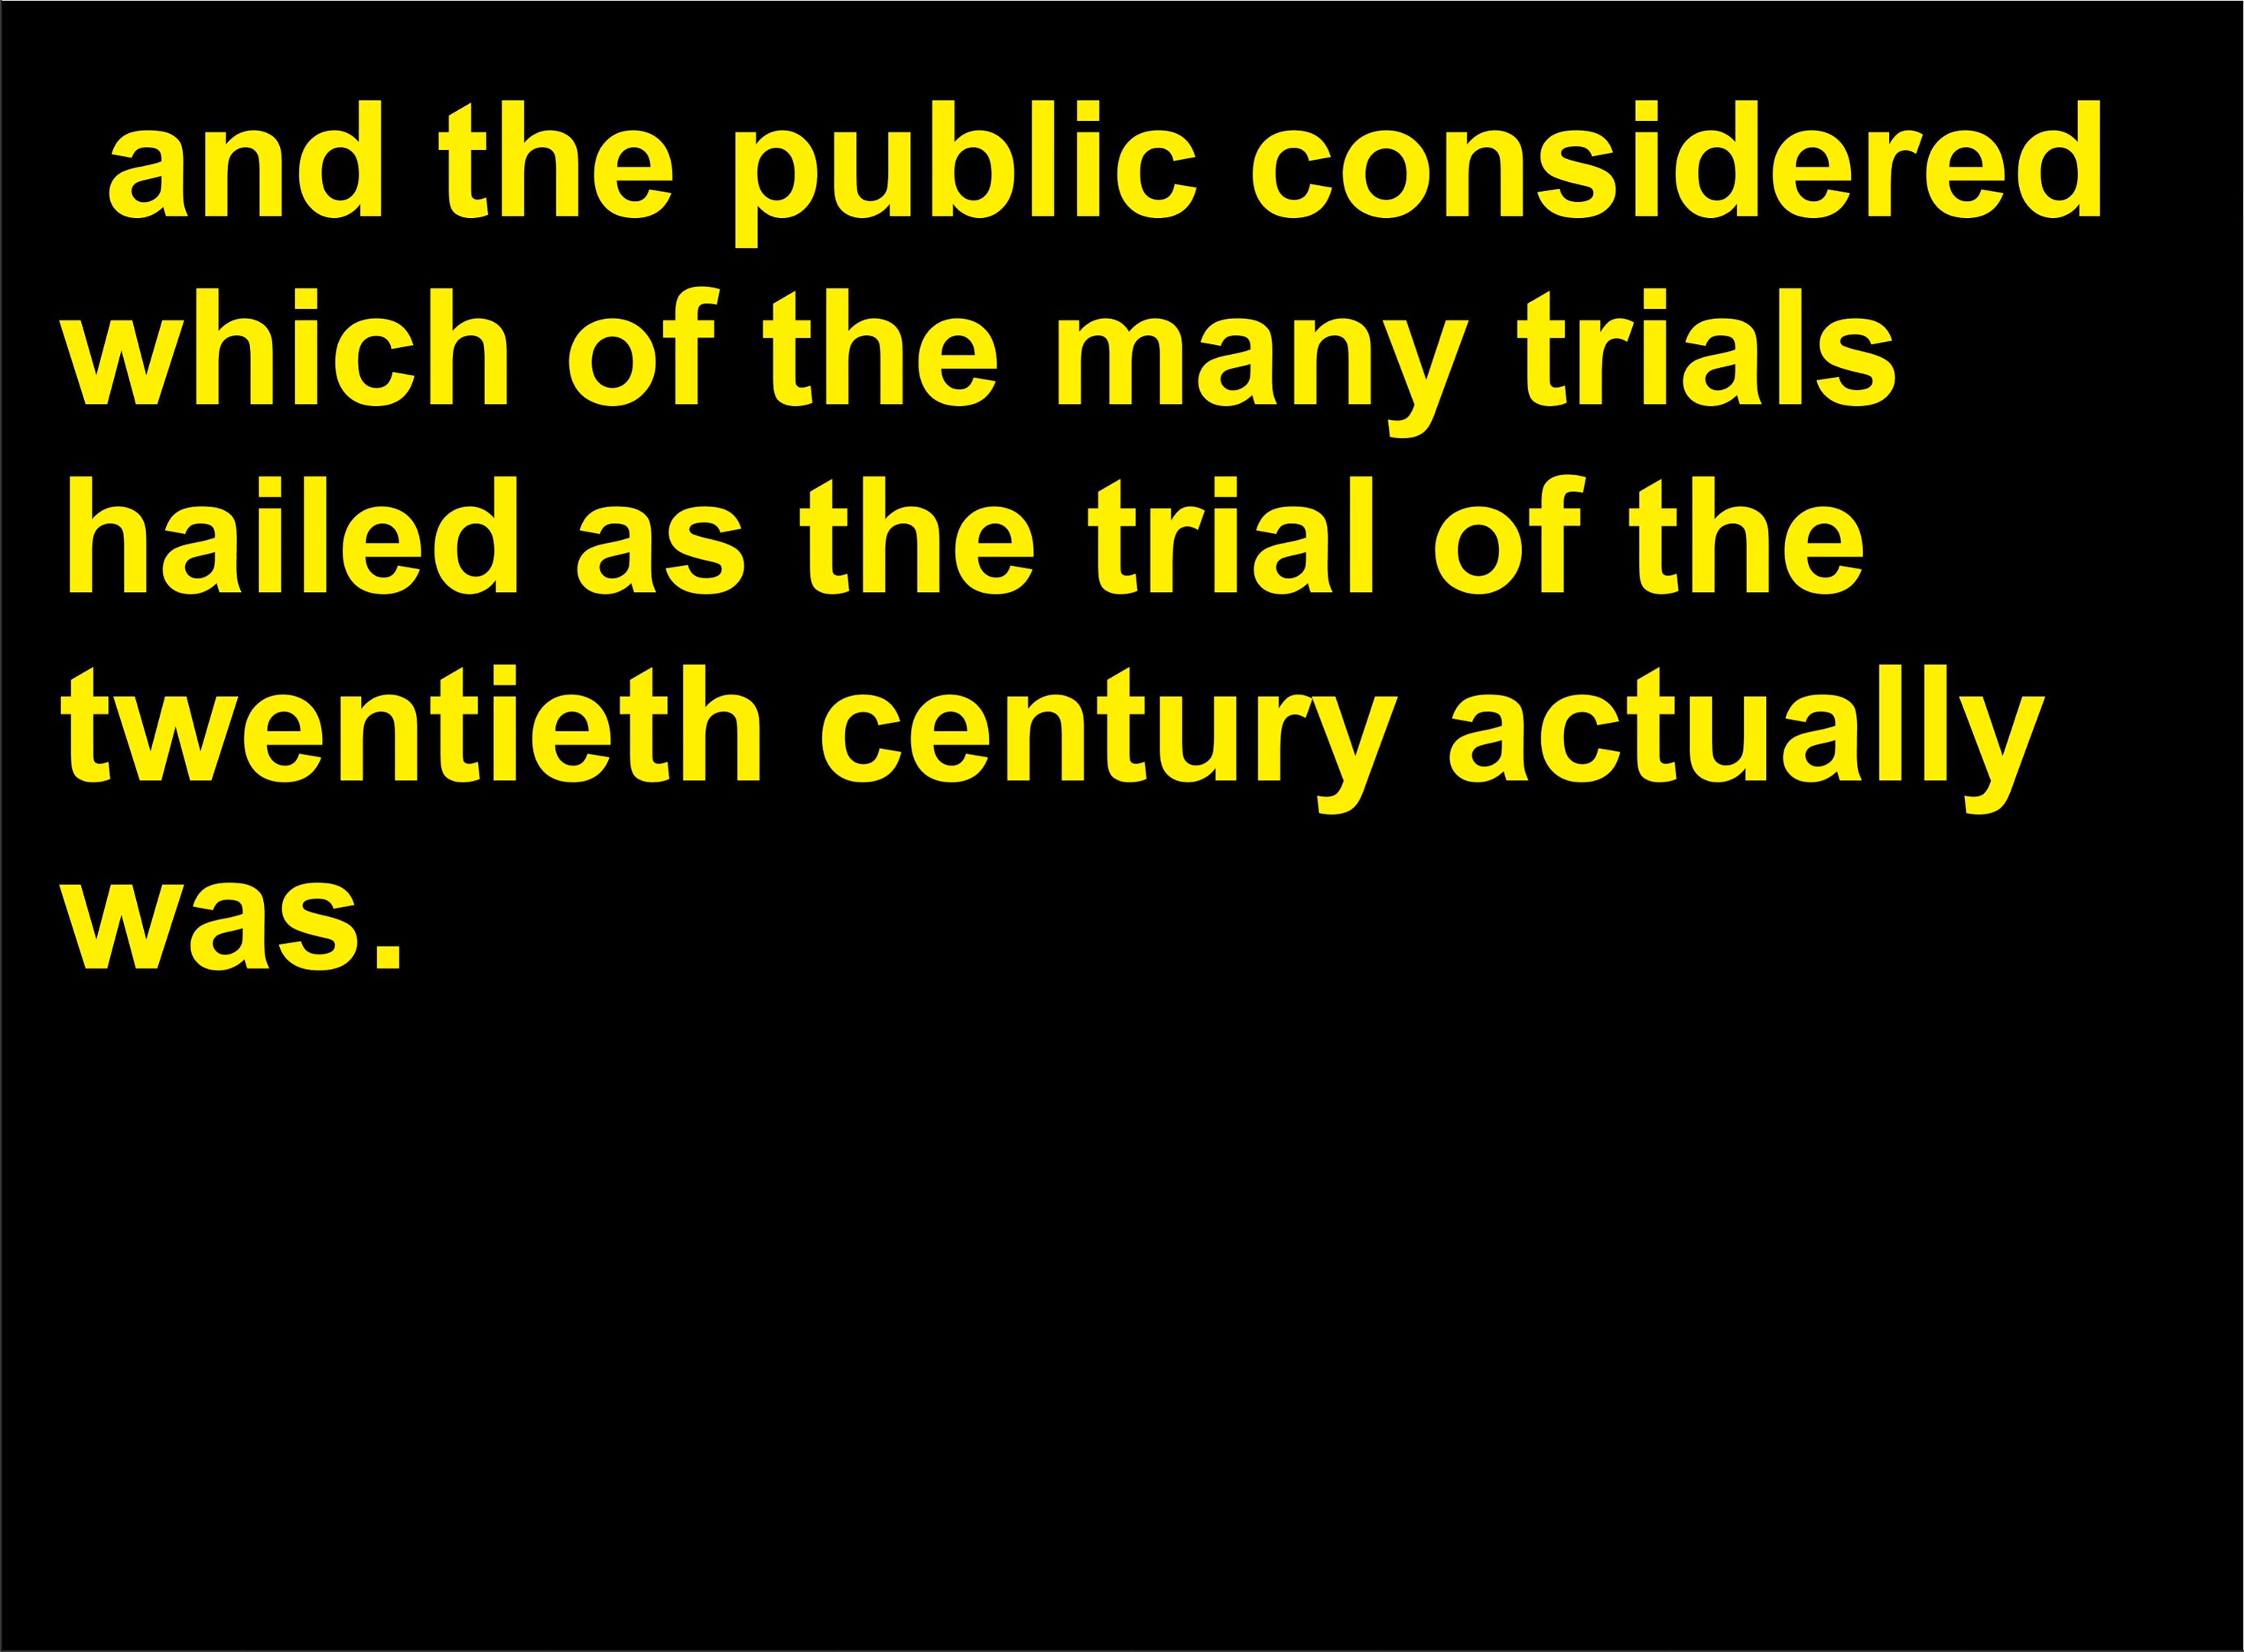 and the public considered
which of the many trials
hailed as the trial of the
twentieth century actually
was.